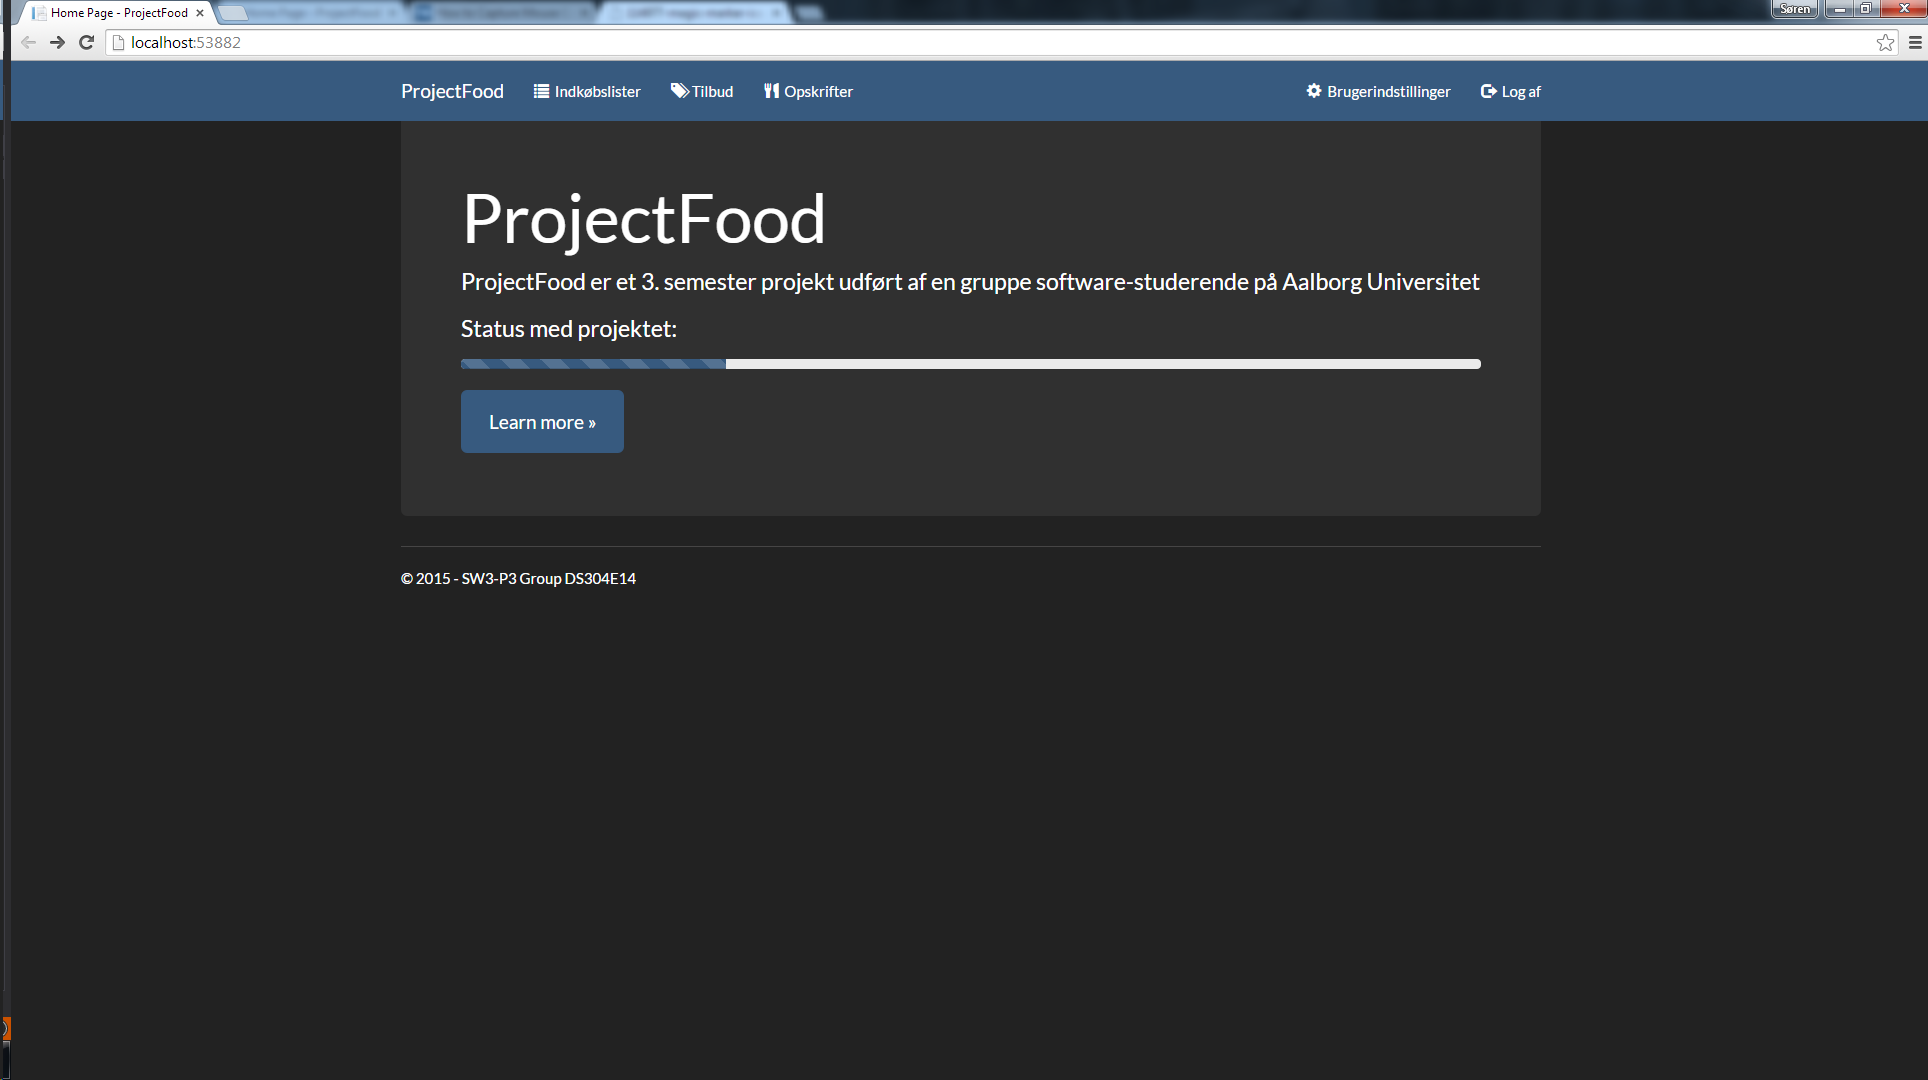 Home Page - ProjectFood
Søren
localhost:53882
ProjectFood Indkøbslister Tilbud Opskrifter Brugerindstillinger Log af
ProjectFood
ProjectFood er et 3. semester projekt udført af en gruppe software-studerende på Aalborg Universitet
Status med projektet:
Learn more »
© 2015 - SW3-P3 Group DS304E14